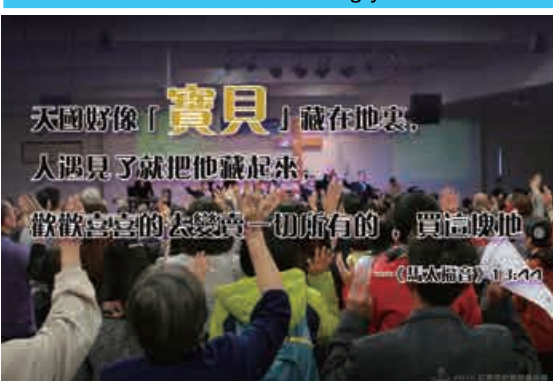 天國好像「寶貝」藏在地裏，
人遇見了就把他藏起來，
歡歡喜喜的去變賣一切所有的，買這塊地
—《馬太福音》13:44